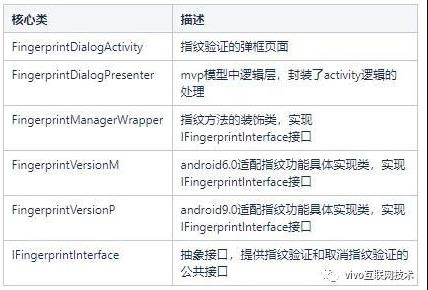 核心类 描述
FingerprintDialogActivity 指纹验证的弹框页面
FingerprintDialogPresenter mvp模型中逻辑层，封装了activity逻辑的
处理
FingerprintManagerWrapper 指纹方法的装饰类，实现
IFingerprintInterface接口
FingerprintVersionM android6.0适配指纹功能具体实现类，实现
IFingerprintInterface接口
FingerprintVersionP android9.0适配指纹功能具体实现类，实现
IFingerprintInterface接口
IFingerprintInterface 抽象接口，提供指纹验证和取消指纹验证的
公共接口
vivo互联网技术